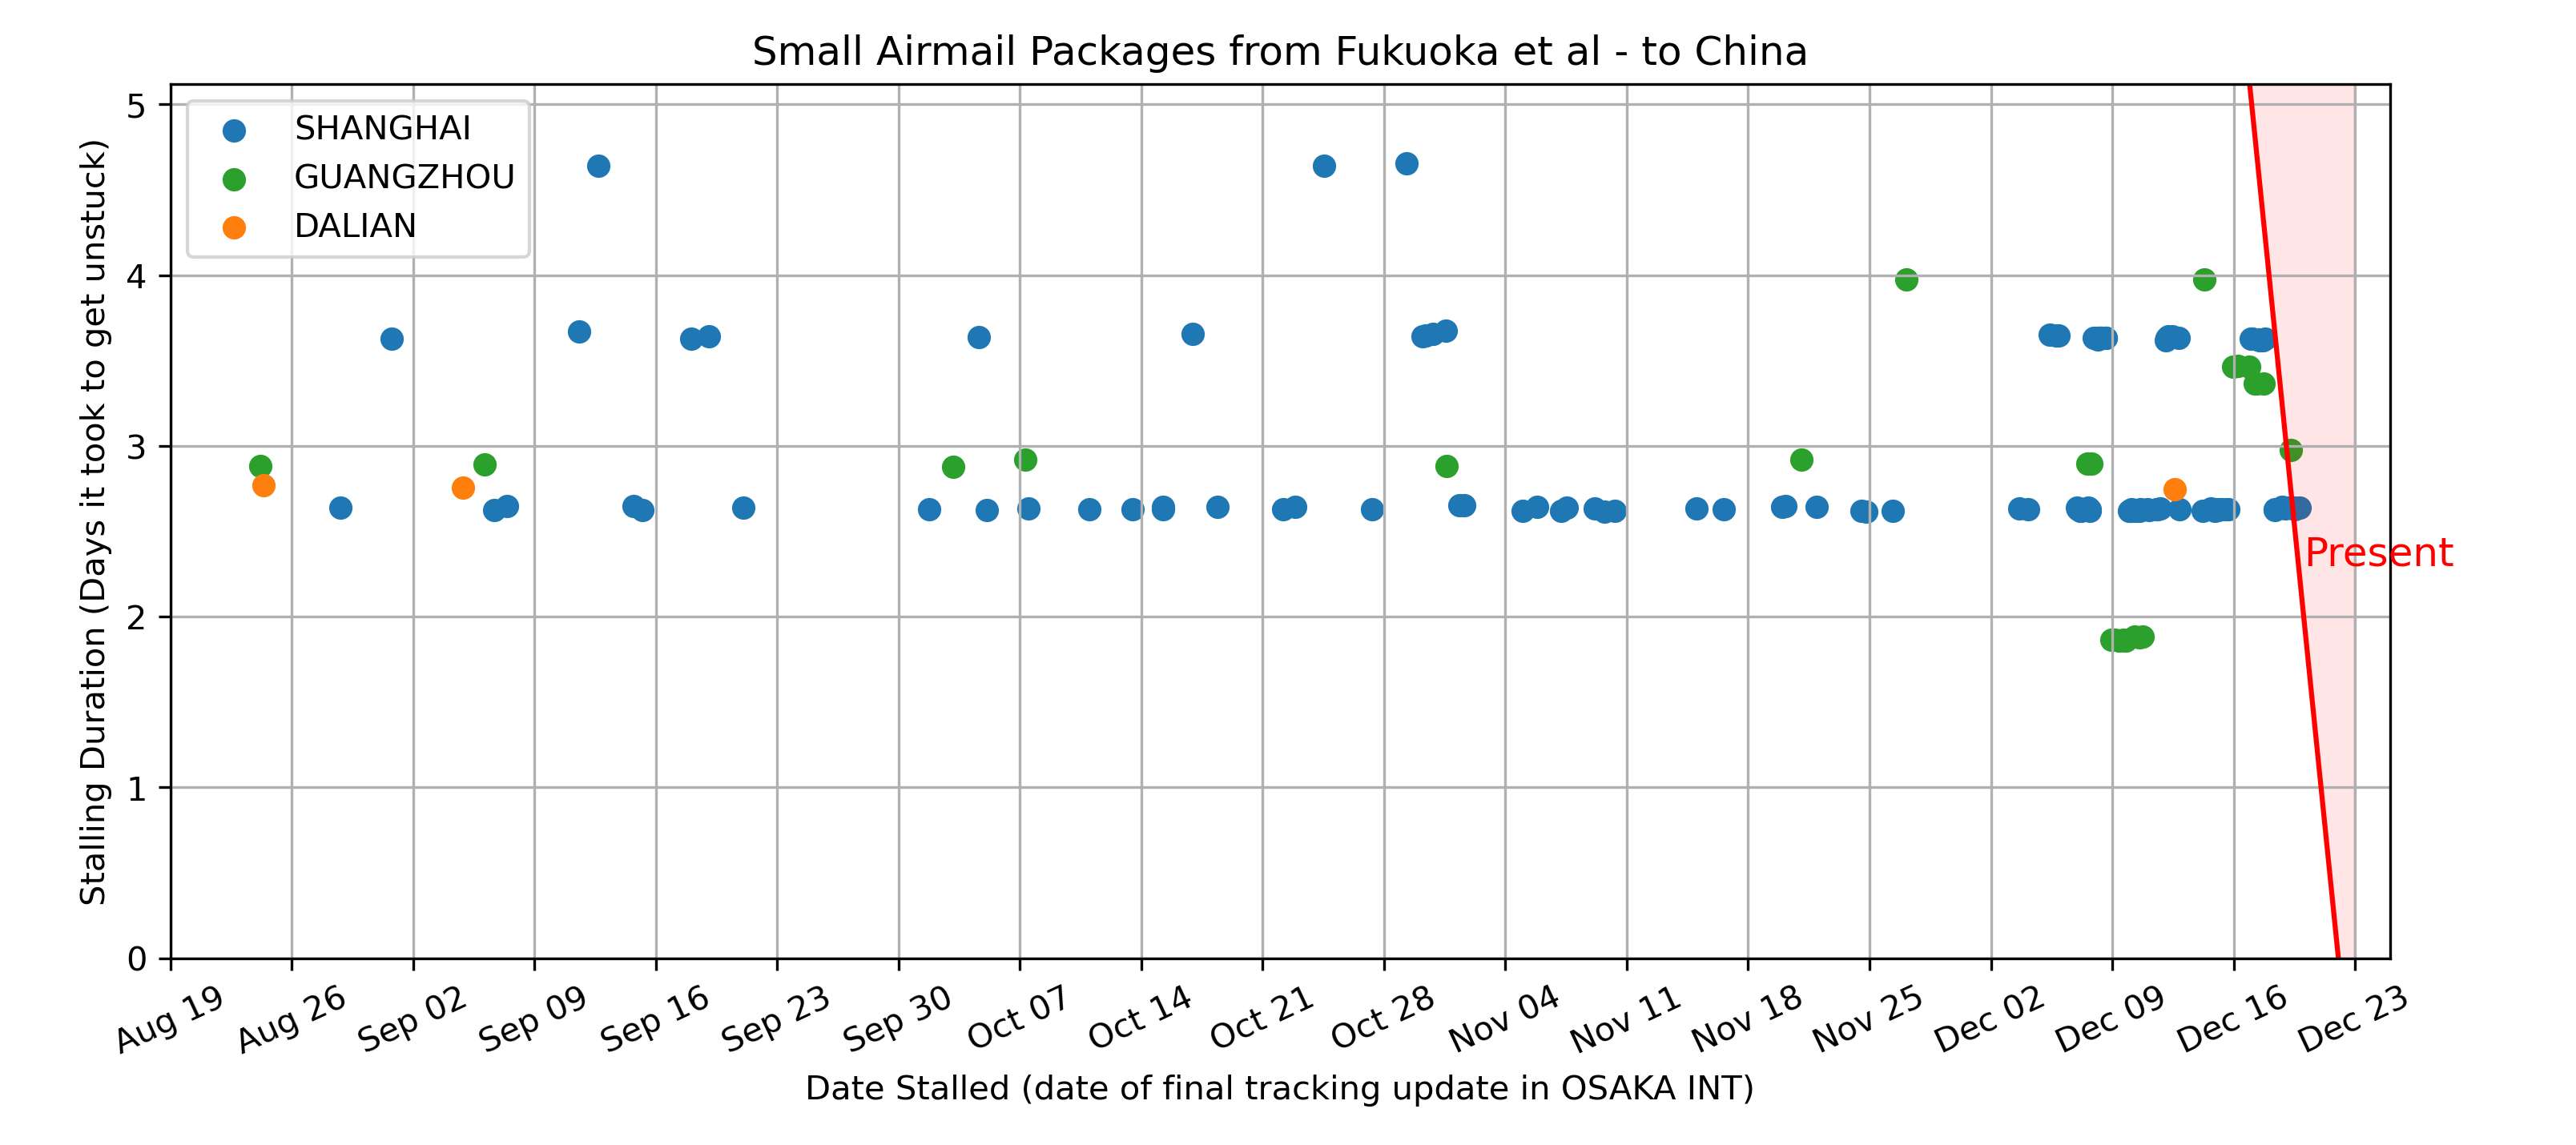 Small Airmail Packages from Fukuoka et al - to China
SHANGHAI
GUANGZHOU
DALIAN
Stalling Duration (Days it took to get unstuck)
5
4
3
2
1
0
Present
Aug 19
Aug 26
Sep 02
Sep 09
Sep 16
Sep 23
Sep 30
Oct 07
Oct 14
Oct 21
Oct 28
Nov 04
Nov 11
Nov 18
Nov 25
Dec 02
Dec 09
Dec 16
Dec 23
Date Stalled (date of final tracking update in OSAKA INT)